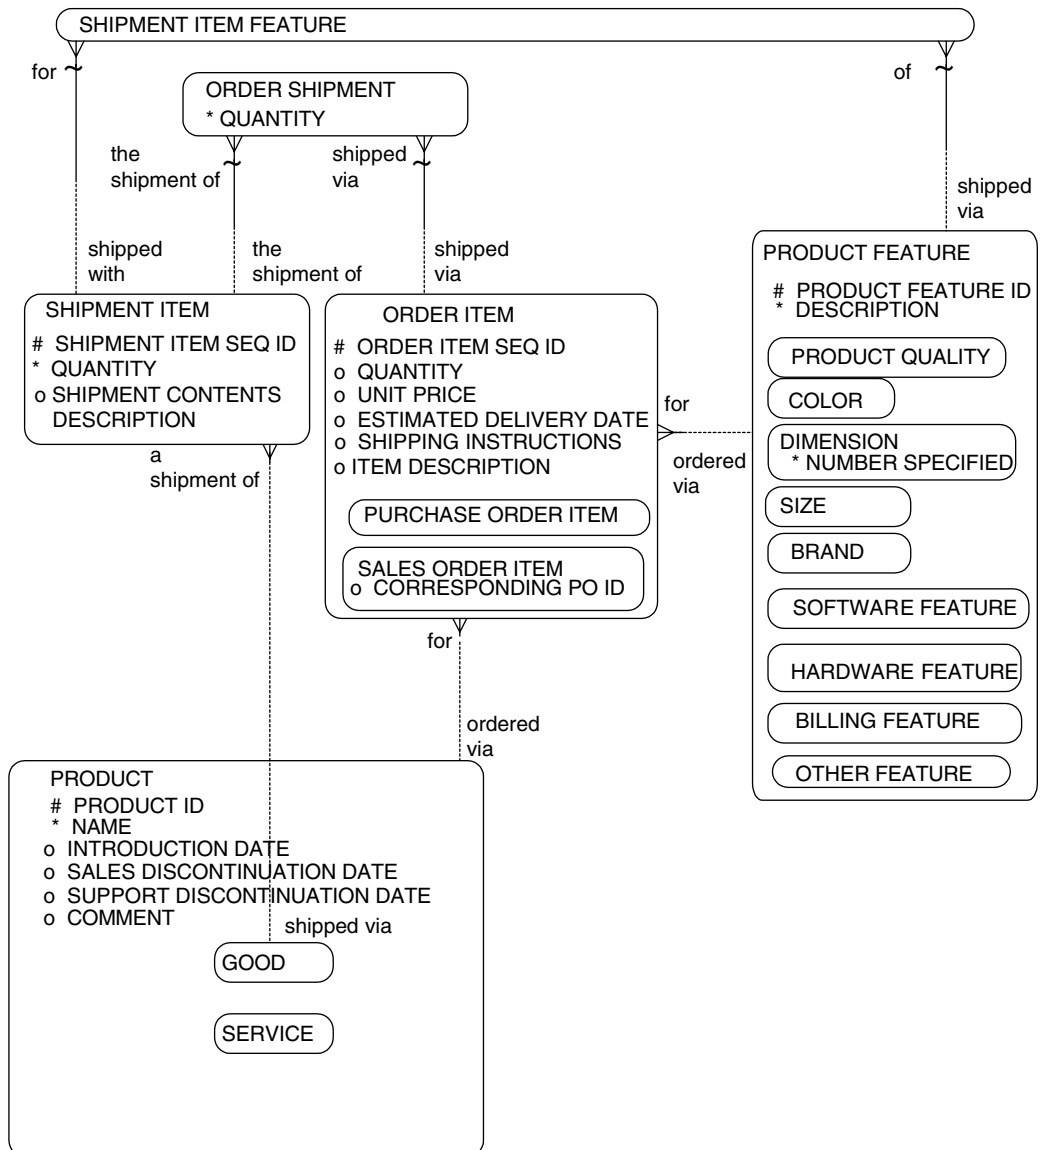 SHIPMENT ITEM FEATURE
for
of
ORDER SHIPMENT
* QUANTITY
the
shipment of
shipped
via
shipped
via
shipped
with
the
shipment of
shipped
via
SHIPMENT ITEM
# SHIPMENT ITEM SEQ ID
* QUANTITY
o SHIPMENT CONTENTS
DESCRIPTION
ORDER ITEM
# ORDER ITEM SEQ ID
o QUANTITY
o UNIT PRICE
o ESTIMATED DELIVERY DATE
o SHIPPING INSTRUCTIONS
o ITEM DESCRIPTION
PURCHASE ORDER ITEM
SALES ORDER ITEM
o CORRESPONDING PO ID
PRODUCT FEATURE
# PRODUCT FEATURE ID
* DESCRIPTION
PRODUCT QUALITY
COLOR
DIMENSION
* NUMBER SPECIFIED
SIZE
BRAND
SOFTWARE FEATURE
HARDWARE FEATURE
BILLING FEATURE
OTHER FEATURE
for
ordered
via
a
shipment of
for
ordered
via
PRODUCT
# PRODUCT ID
* NAME
o INTRODUCTION DATE
o SALES DISCONTINUATION DATE
o SUPPORT DISCONTINUATION DATE
o COMMENT
shipped via
GOOD
SERVICE